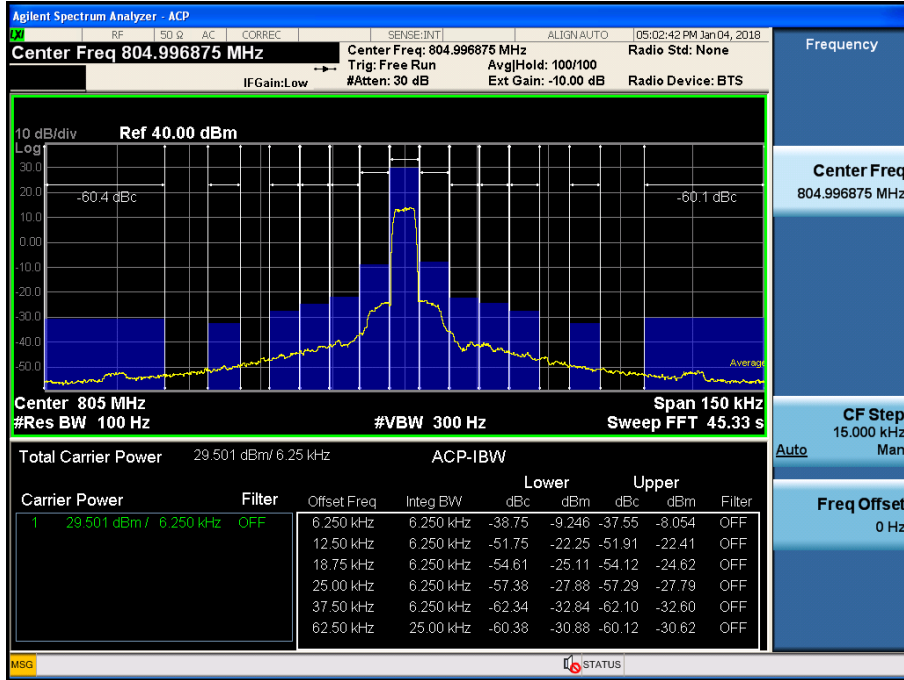 Agilent Spectrum Analyzer - ACP
LXI RF 50 Ω AC CORREC SENSE:INT ALIGN AUTO 05:02:42 PM Jan 04, 2018
Center Freq 804.996875 MHz
Center Freq: 804.996875 MHz Radio Std: None
Trig: Free Run Avg|Hold: 100/100
IFGain:Low #Atten: 30 dB Ext Gain: -10.00 dB Radio Device: BTS
Frequency
10 dB/div Ref 40.00 dBm
Log
30.0
20.0
-60.4 dBc -60.1 dBc
10.0
0.00
-10.0
-20.0
-30.0
-40.0
-50.0
Average
Center 805 MHz Span 150 kHz
#Res BW 100 Hz #VBW 300 Hz Sweep FFT 45.33 s
Center Freq
804.996875 MHz
CF Step
15.000 kHz
Auto Man
Freq Offset
0 Hz
Total Carrier Power 29.501 dBm/ 6.25 kHz ACP-IBW
Lower Upper
Carrier Power Filter Offset Freq Integ BW dBc dBm dBc dBm Filter
1 29.501 dBm / 6.250 kHz OFF 6.250 kHz 6.250 kHz -38.75 -9.246 -37.55 -8.054 OFF
12.50 kHz 6.250 kHz -51.75 -22.25 -51.91 -22.41 OFF
18.75 kHz 6.250 kHz -54.61 -25.11 -54.12 -24.62 OFF
25.00 kHz 6.250 kHz -57.38 -27.88 -57.29 -27.79 OFF
37.50 kHz 6.250 kHz -62.34 -32.84 -62.10 -32.60 OFF
62.50 kHz 25.00 kHz -60.38 -30.88 -60.12 -30.62 OFF
MSG STATUS